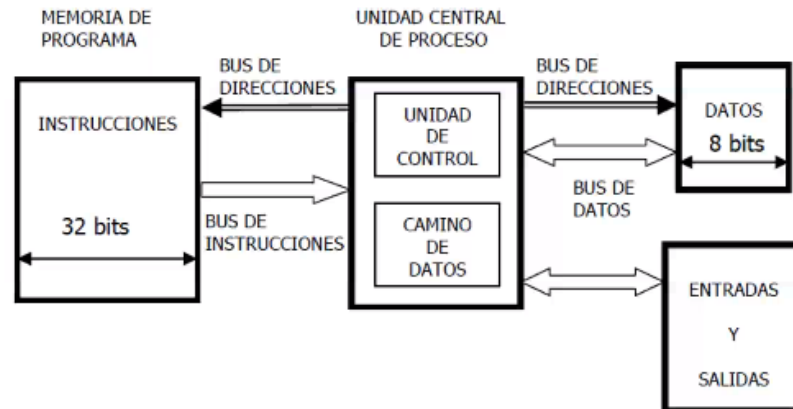 MEMORIA DE
PROGRAMA
UNIDAD CENTRAL
DE PROCESO
BUS DE
DIRECCIONES
BUS DE
DIRECCIONES
INSTRUCCIONES
32 bits
BUS DE
INSTRUCCIONES
UNIDAD
DE
CONTROL
CAMINO
DE
DATOS
DATOS
8 bits
BUS DE
DATOS
ENTRADAS
Y
SALIDAS